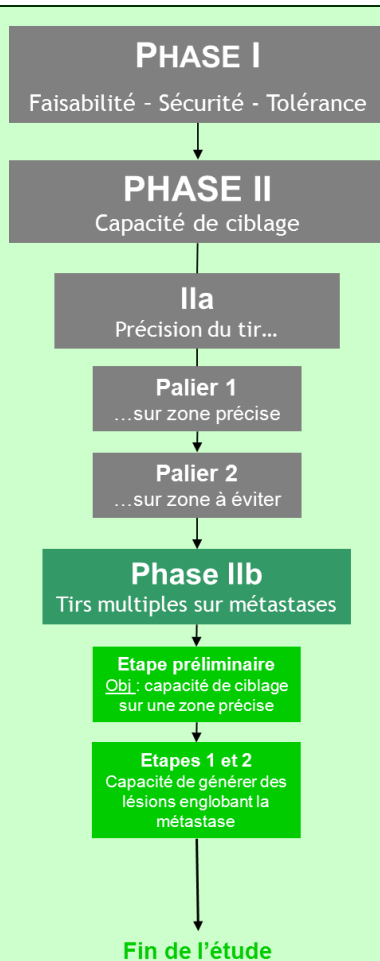 PHASE I
Faisabilité - Sécurité - Tolérance
PHASE II
Capacité de ciblage
IIa
Précision du tir…
Palier 1
…sur zone précise
Palier 2
…sur zone à éviter
Phase IIb
Tirs multiples sur métastases
Etape préliminaire
Obj : capacité de ciblage
sur une zone précise
Etapes 1 et 2
Capacité de générer des
lésions englobant la
métastase
Fin de l’étude